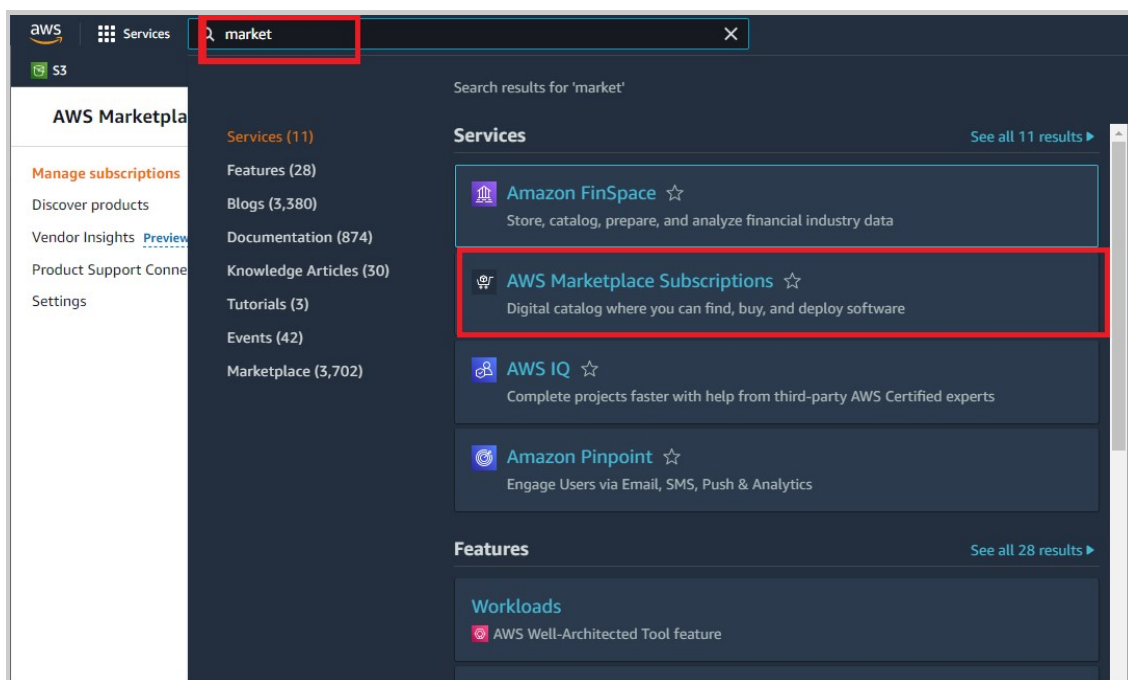 aws
Services
market
S3
AWS Marketpla
Manage subscriptions
Discover products
Vendor Insights Preview
Product Support Conne
Settings
Search results for 'market'
Services (11)
Features (28)
Blogs (3,380)
Documentation (874)
Knowledge Articles (30)
Tutorials (3)
Events (42)
Marketplace (3,702)
Services
See all 11 results
Amazon FinSpace
Store, catalog, prepare, and analyze financial industry data
AWS Marketplace Subscriptions
Digital catalog where you can find, buy, and deploy software
AWS IQ
Complete projects faster with help from third-party AWS Certified experts
Amazon Pinpoint
Engage Users via Email, SMS, Push & Analytics
Features
See all 28 results
Workloads
AWS Well-Architected Tool feature